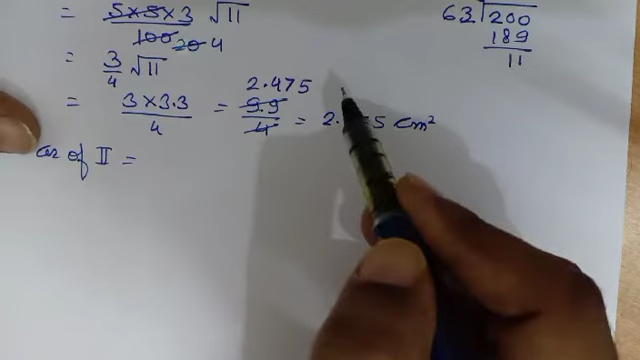 = 5×5×3/100 20 4 √11
= 3/4 √11
= 3×3.3/4 = 2.475 9.9/4 = 2. 5 cm²
ar of II =
63 200
189
11